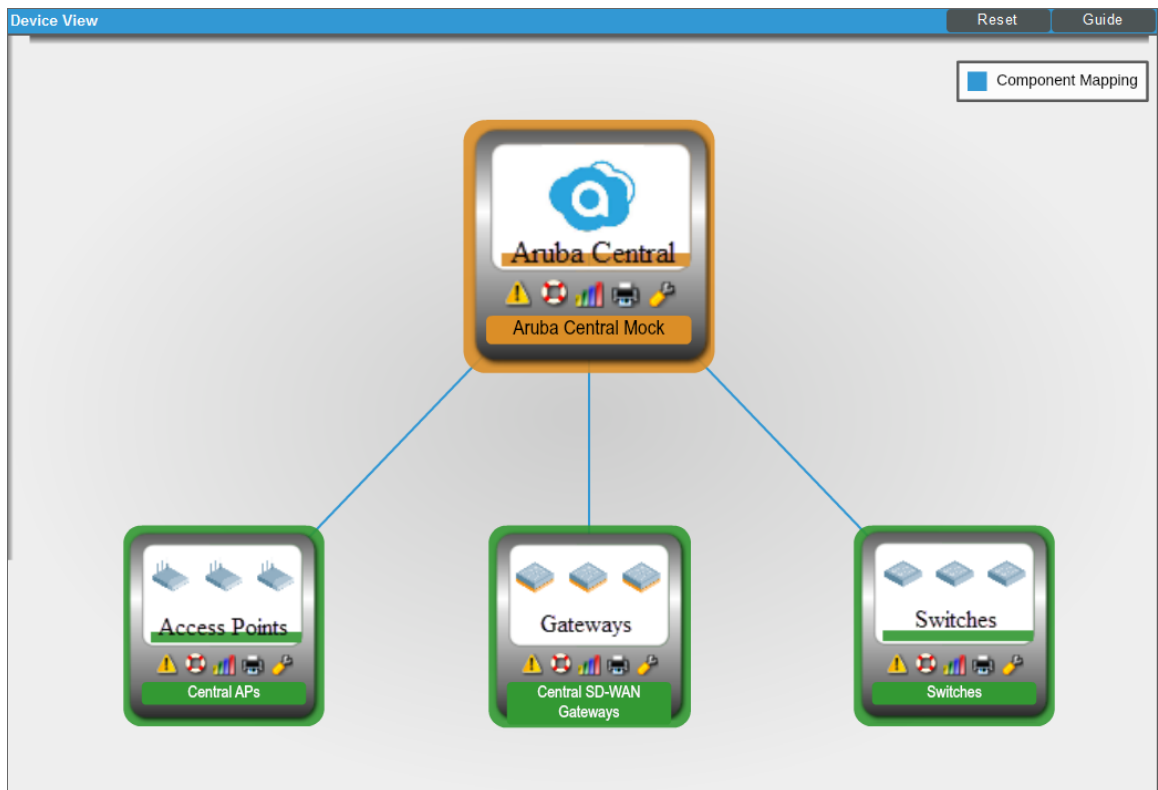 Device View
Reset
Guide
Component Mapping
Aruba Central
Aruba Central Mock
Access Points
Central APs
Gateways
Central SD-WAN
Gateways
Switches
Switches